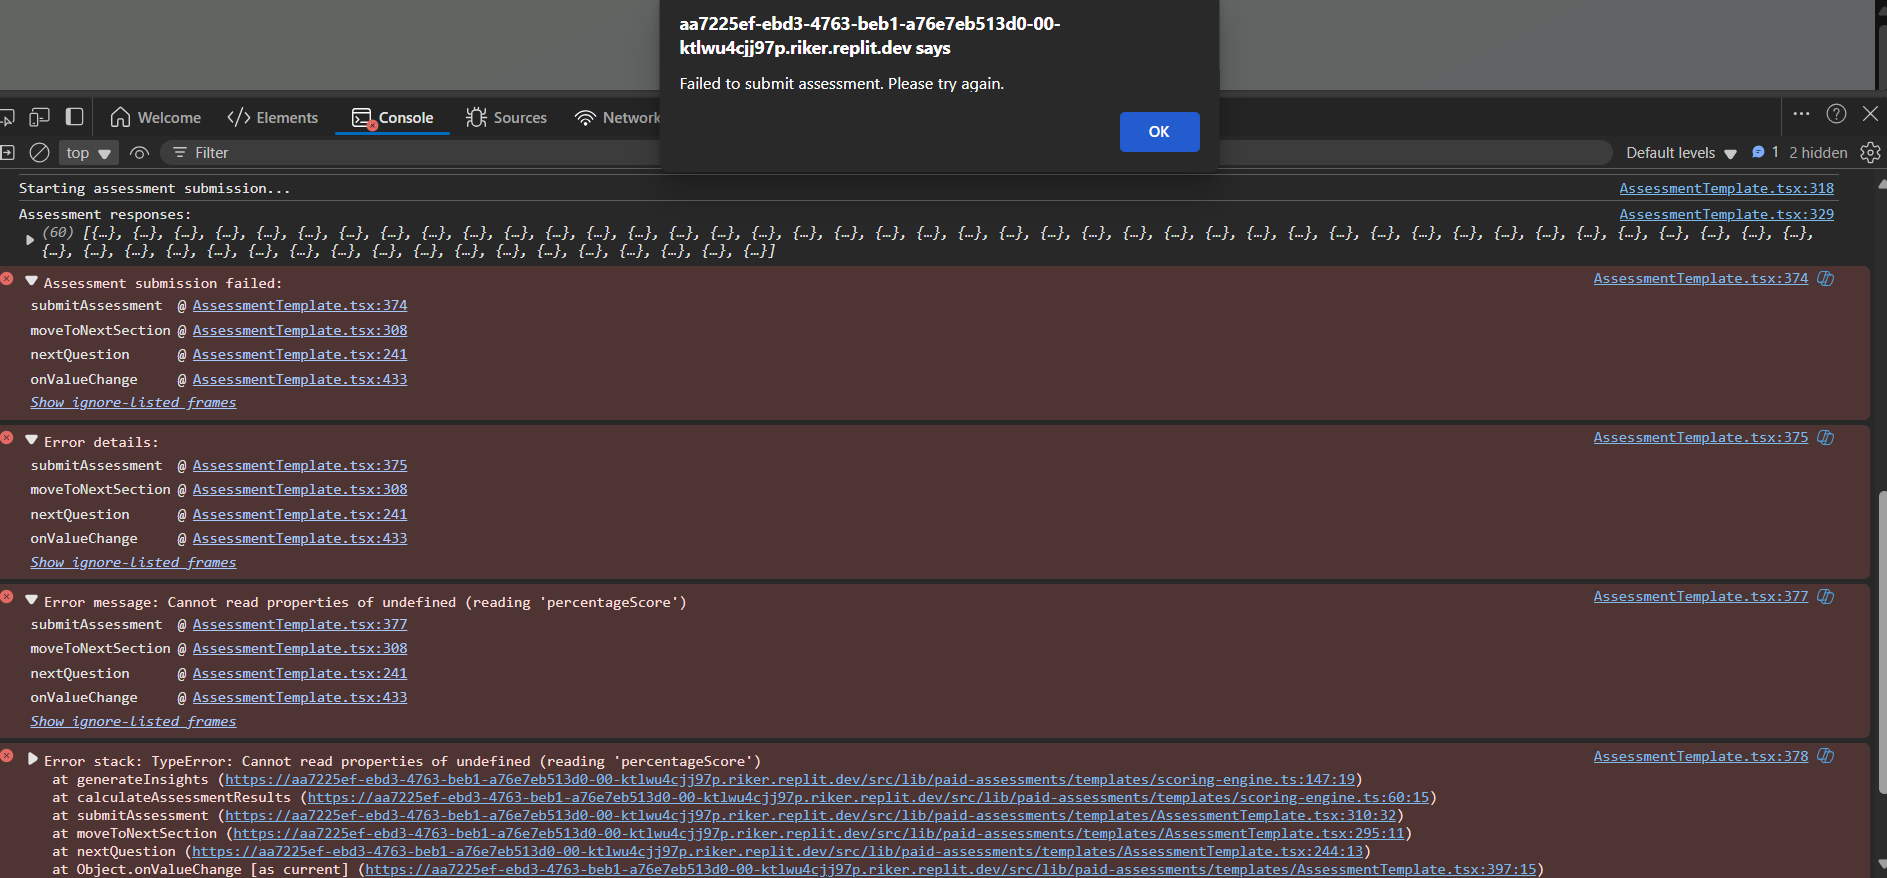 aa7225ef-ebd3-4763-beb1-a76e7eb513d0-00-
ktlwu4cjj97p.riker.replit.dev says
Failed to submit assessment. Please try again.
OK
Welcome
Elements
Console
Sources
Network
top
Filter
Default levels
1
2 hidden
Starting assessment submission... AssessmentTemplate.tsx:318
Assessment responses: AssessmentTemplate.tsx:329
(60) [{…}, {…}, {…}, {…}, {…}, {…}, {…}, {…}, {…}, {…}, {…}, {…}, {…}, {…}, {…}, {…}, {…}, {…}, {…}, {…}, {…}, {…}, {…}, {…}, {…}, {…}, {…}, {…}, {…}, {…}, {…}, {…}, {…}, {…}, {…}, {…}, {…}, {…}, {…}, {…}, {…}, {…},
{…}, {…}, {…}, {…}, {…}, {…}, {…}, {…}, {…}, {…}, {…}, {…}, {…}, {…}, {…}, {…}, {…}, {…}]
Assessment submission failed: AssessmentTemplate.tsx:374
submitAssessment @ AssessmentTemplate.tsx:374
moveToNextSection @ AssessmentTemplate.tsx:308
nextQuestion @ AssessmentTemplate.tsx:241
onValueChange @ AssessmentTemplate.tsx:433
Show ignore-listed frames
Error details: AssessmentTemplate.tsx:375
submitAssessment @ AssessmentTemplate.tsx:375
moveToNextSection @ AssessmentTemplate.tsx:308
nextQuestion @ AssessmentTemplate.tsx:241
onValueChange @ AssessmentTemplate.tsx:433
Show ignore-listed frames
Error message: Cannot read properties of undefined (reading 'percentageScore') AssessmentTemplate.tsx:377
submitAssessment @ AssessmentTemplate.tsx:377
moveToNextSection @ AssessmentTemplate.tsx:308
nextQuestion @ AssessmentTemplate.tsx:241
onValueChange @ AssessmentTemplate.tsx:433
Show ignore-listed frames
Error stack: TypeError: Cannot read properties of undefined (reading 'percentageScore') AssessmentTemplate.tsx:378
at generateInsights (https://aa7225ef-ebd3-4763-beb1-a76e7eb513d0-00-ktlwu4cjj97p.riker.replit.dev/src/lib/paid-assessments/templates/scoring-engine.ts:147:19)
at calculateAssessmentResults (https://aa7225ef-ebd3-4763-beb1-a76e7eb513d0-00-ktlwu4cjj97p.riker.replit.dev/src/lib/paid-assessments/templates/scoring-engine.ts:60:15)
at submitAssessment (https://aa7225ef-ebd3-4763-beb1-a76e7eb513d0-00-ktlwu4cjj97p.riker.replit.dev/src/lib/paid-assessments/templates/AssessmentTemplate.tsx:310:32)
at moveToNextSection (https://aa7225ef-ebd3-4763-beb1-a76e7eb513d0-00-ktlwu4cjj97p.riker.replit.dev/src/lib/paid-assessments/templates/AssessmentTemplate.tsx:295:11)
at nextQuestion (https://aa7225ef-ebd3-4763-beb1-a76e7eb513d0-00-ktlwu4cjj97p.riker.replit.dev/src/lib/paid-assessments/templates/AssessmentTemplate.tsx:244:13)
at Object.onValueChange [as current] (https://aa7225ef-ebd3-4763-beb1-a76e7eb513d0-00-ktlwu4cjj97p.riker.replit.dev/src/lib/paid-assessments/templates/AssessmentTemplate.tsx:397:15)